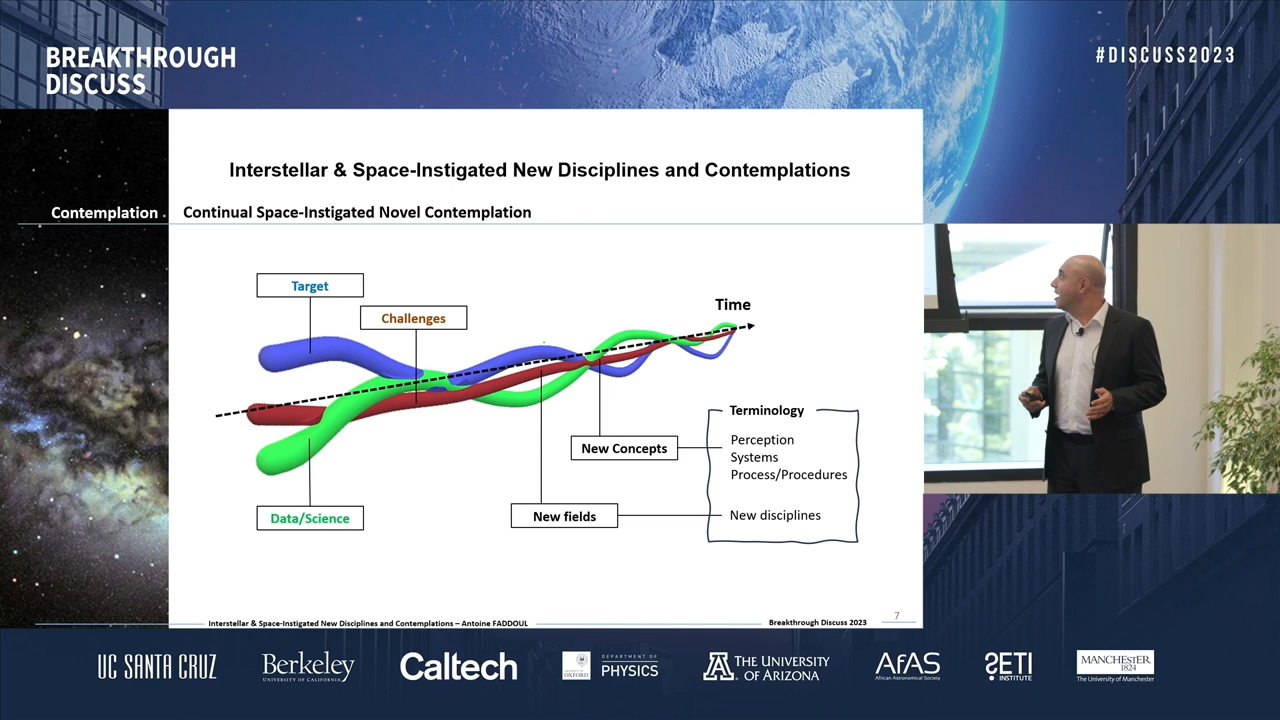 BREAKTHROUGH
DISCUSS
#DISCUSS2023
Interstellar & Space-Instigated New Disciplines and Contemplations
Contemplation
Continual Space-Instigated Novel Contemplation
Target
Challenges
Time
Terminology
Perception
Systems
Process/Procedures
New Concepts
New fields
New disciplines
Data/Science
Interstellar & Space-Instigated New Disciplines and Contemplations – Antoine FADDOUL
Breakthrough Discuss 2023
7
UC SANTA CRUZ
Berkeley
UNIVERSITY OF CALIFORNIA
Caltech
UNIVERSITY OF
OXFORD
DEPARTMENT OF
PHYSICS
THE UNIVERSITY
OF ARIZONA
AfAS
African Astronomical Society
SETI
INSTITUTE
MANCHESTER
1824
The University of Manchester